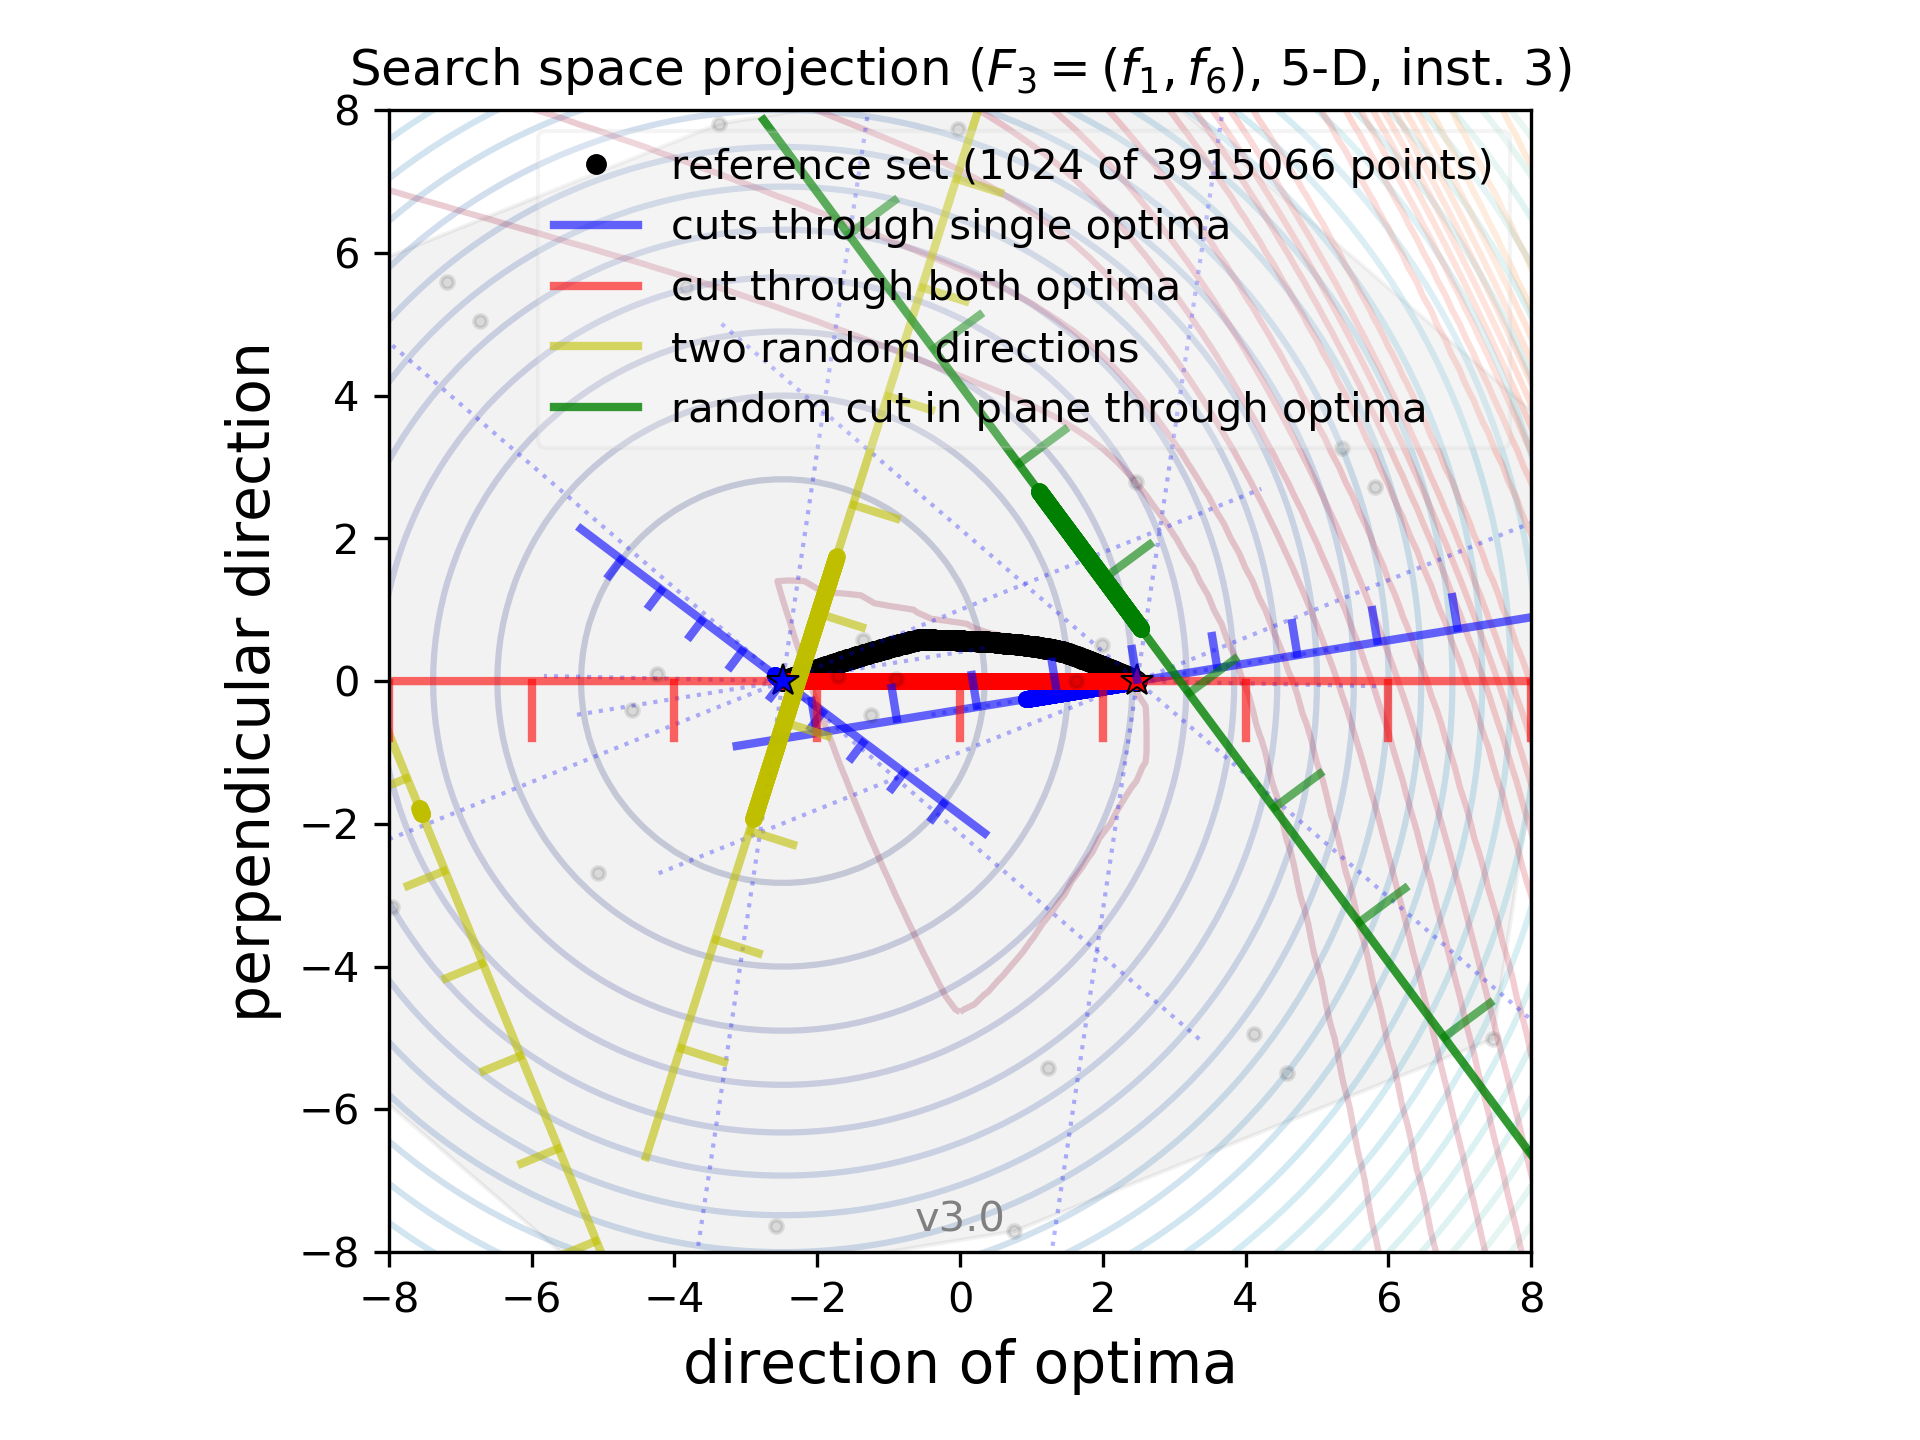 Search space projection (F₃ = (f₁, f₆), 5-D, inst. 3)
8
6
4
2
0
−2
−4
−6
−8
perpendicular direction
reference set (1024 of 3915066 points)
cuts through single optima
cut through both optima
two random directions
random cut in plane through optima
v3.0
−8 −6 −4 −2 0 2 4 6 8
direction of optima